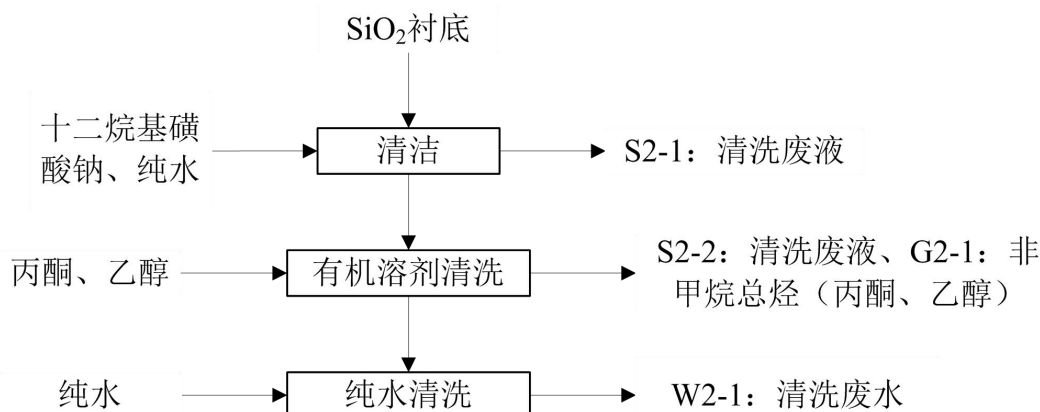 SiO₂衬底
十二烷基磺
酸钠、纯水
清洁
S2-1：清洗废液
丙酮、乙醇
有机溶剂清洗
S2-2：清洗废液、G2-1：非
甲烷总烃（丙酮、乙醇）
纯水
纯水清洗
W2-1：清洗废水